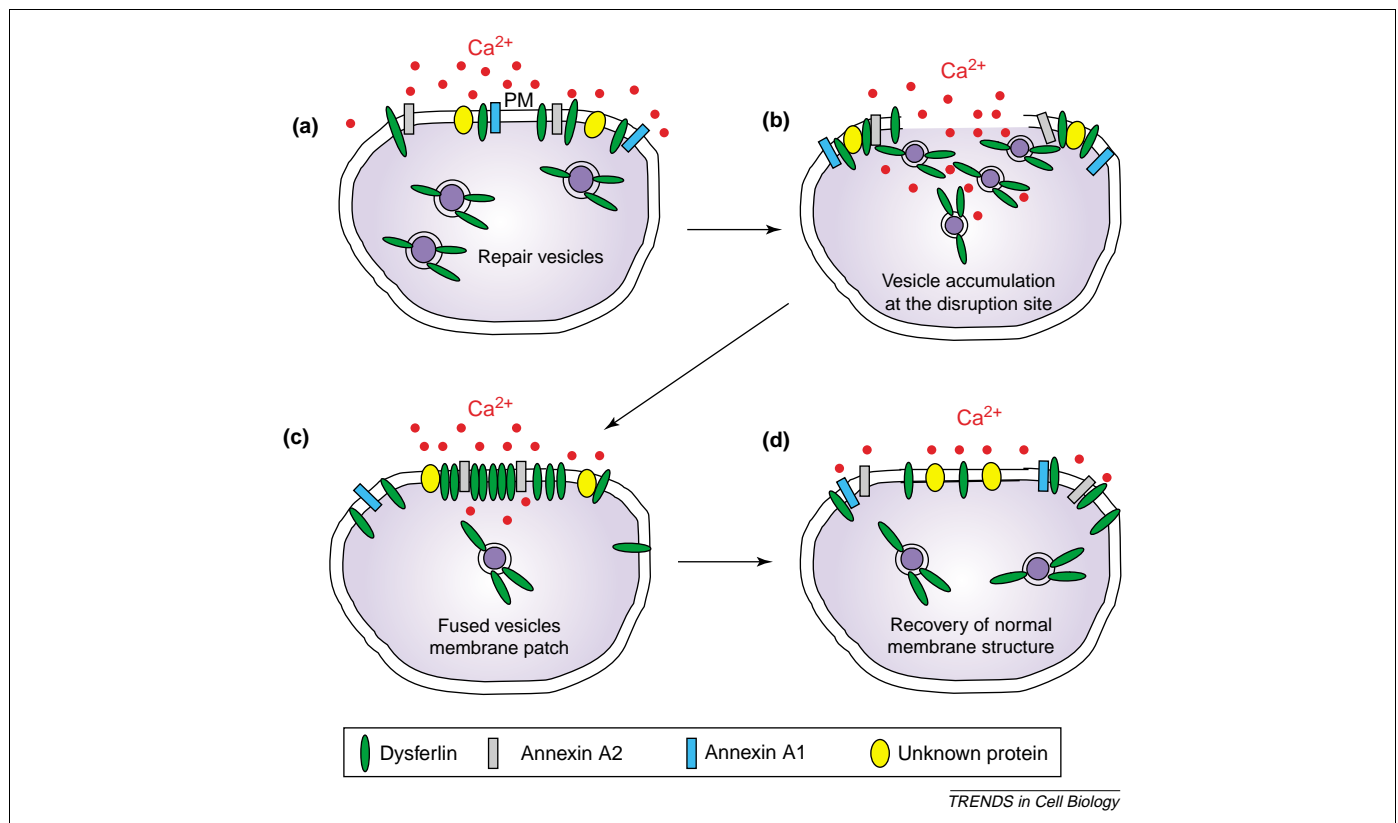 Ca2+
PM
(a)
Repair vesicles
Ca2+
(b)
Vesicle accumulation
at the disruption site
Ca2+
(c)
Fused vesicles
membrane patch
Ca2+
(d)
Recovery of normal
membrane structure
Dysferlin Annexin A2 Annexin A1 Unknown protein
TRENDS in Cell Biology